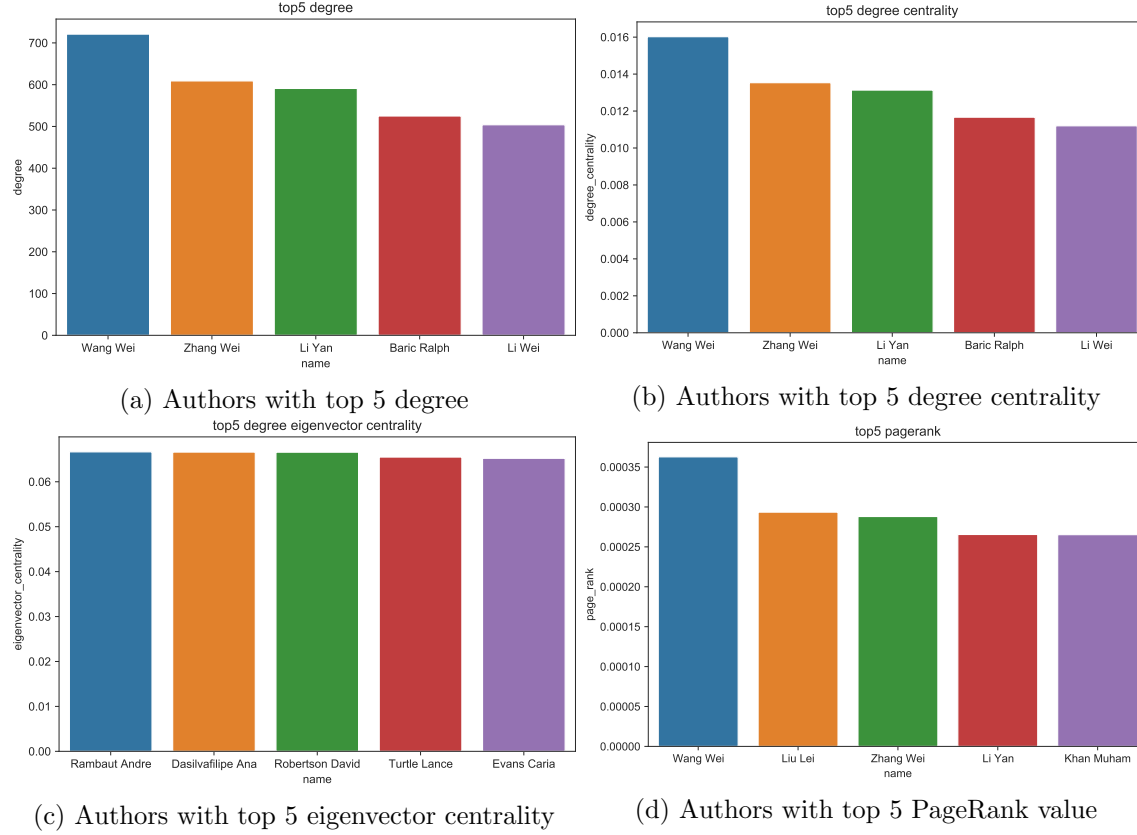 top5 degree
700
600
500
400
300
200
100
0
degree
Wang Wei Zhang Wei Li Yan Baric Ralph Li Wei
name
(a) Authors with top 5 degree
top5 degree centrality
0.016
0.014
0.012
0.010
0.008
0.006
0.004
0.002
0.000
degree_centrality
Wang Wei Zhang Wei Li Yan Baric Ralph Li Wei
name
(b) Authors with top 5 degree centrality
top5 degree eigenvector centrality
0.06
0.05
0.04
0.03
0.02
0.01
0.00
eigenvector_centrality
Rambaut Andre Dasilvafilipe Ana Robertson David Turtle Lance Evans Caria
name
(c) Authors with top 5 eigenvector centrality
top5 pagerank
0.00035
0.00030
0.00025
0.00020
0.00015
0.00010
0.00005
0.00000
page_rank
Wang Wei Liu Lei Zhang Wei Li Yan Khan Muham
name
(d) Authors with top 5 PageRank value